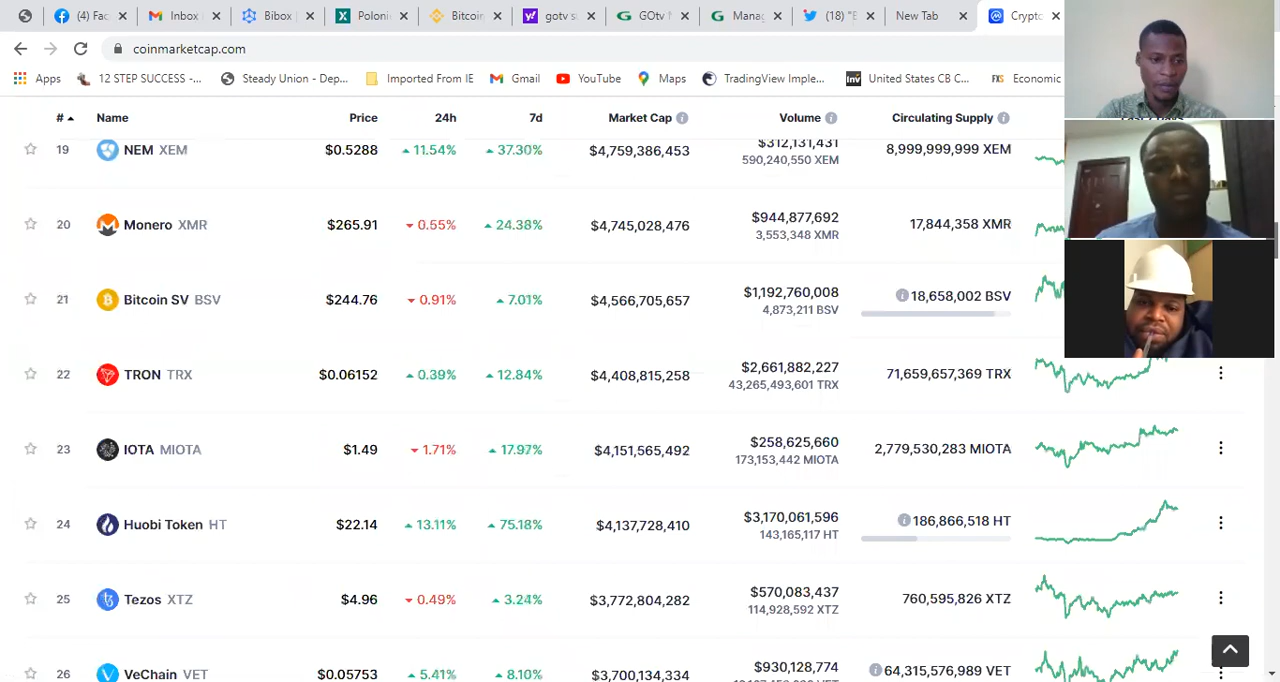 (4) Fac
Inbox
Bibox
Poloni
Bitcoin
gotv su
GOtv f
Mana
(18) "E
New Tab
Crypto
coinmarketcap.com
Apps
12 STEP SUCCESS -...
Steady Union - Dep...
Imported From IE
Gmail
YouTube
Maps
TradingView Imple...
Inv
United States CB C...
FXS
Economic
# Name Price 24h 7d Market Cap Volume Circulating Supply
19 NEM XEM $0.5288 11.54% 37.30% $4,759,386,453 $312,131,431 8,999,999,999 XEM
590,240,550 XEM
20 Monero XMR $265.91 0.55% 24.38% $4,745,028,476 $944,877,692 17,844,358 XMR
3,553,348 XMR
21 Bitcoin SV BSV $244.76 0.91% 7.01% $4,566,705,657 $1,192,760,008 18,658,002 BSV
4,873,211 BSV
22 TRON TRX $0.06152 0.39% 12.84% $4,408,815,258 $2,661,882,227 71,659,657,369 TRX
43,265,493,601 TRX
23 IOTA MIOTA $1.49 1.71% 17.97% $4,151,565,492 $258,625,660 2,779,530,283 MIOTA
173,153,442 MIOTA
24 Huobi Token HT $22.14 13.11% 75.18% $4,137,728,410 $3,170,061,596 186,866,518 HT
143,165,117 HT
25 Tezos XTZ $4.96 0.49% 3.24% $3,772,804,282 $570,083,437 760,595,826 XTZ
114,928,592 XTZ
26 VeChain VET $0.05753 5.41% 8.10% $3,700,134,334 $930,128,774 64,315,576,989 VET